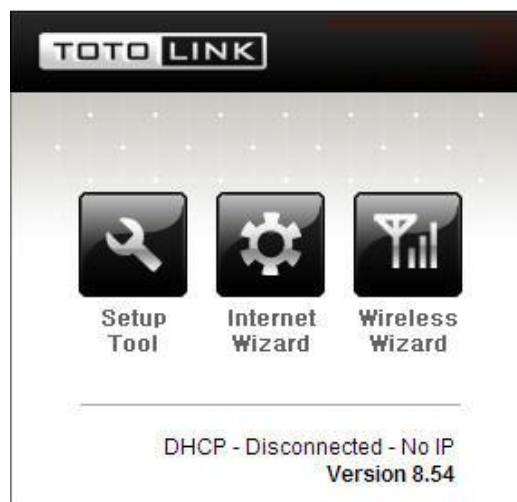 TOTO LINK
Setup Tool
Internet Wizard
Wireless Wizard
DHCP - Disconnected - No IP
Version 8.54